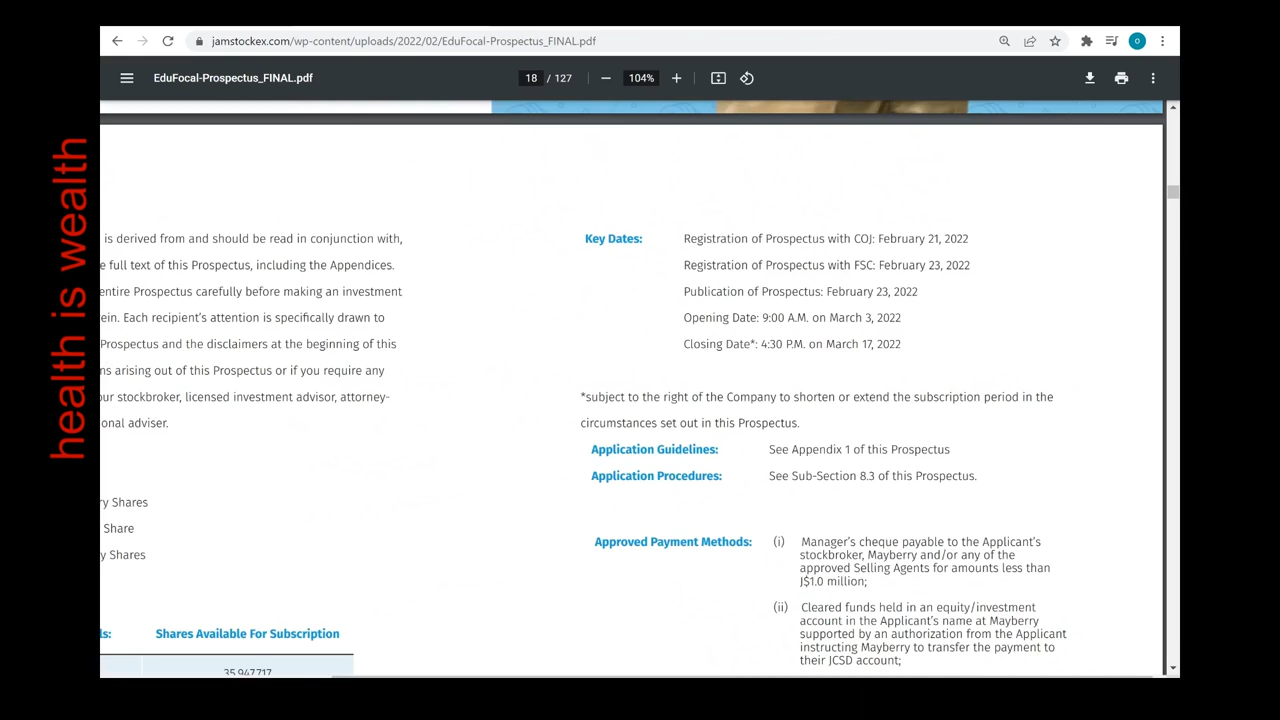 jamstockex.com/wp-content/uploads/2022/02/EduFocal-Prospectus_FINAL.pdf
EduFocal-Prospectus_FINAL.pdf
18 / 127
104%
health is wealth
is derived from and should be read in conjunction with,
e full text of this Prospectus, including the Appendices.
entire Prospectus carefully before making an investment
ein. Each recipient's attention is specifically drawn to
Prospectus and the disclaimers at the beginning of this
ns arising out of this Prospectus or if you require any
ur stockbroker, licensed investment advisor, attorney-
onal adviser.
ry Shares
Share
y Shares
ls: Shares Available For Subscription
35,947,717
Key Dates: Registration of Prospectus with COJ: February 21, 2022
Registration of Prospectus with FSC: February 23, 2022
Publication of Prospectus: February 23, 2022
Opening Date: 9:00 A.M. on March 3, 2022
Closing Date*: 4:30 P.M. on March 17, 2022
*subject to the right of the Company to shorten or extend the subscription period in the
circumstances set out in this Prospectus.
Application Guidelines: See Appendix 1 of this Prospectus
Application Procedures: See Sub-Section 8.3 of this Prospectus.
Approved Payment Methods: (i) Manager's cheque payable to the Applicant's
stockbroker, Mayberry and/or any of the
approved Selling Agents for amounts less than
J$1.0 million;
(ii) Cleared funds held in an equity/investment
account in the Applicant's name at Mayberry
supported by an authorization from the Applicant
instructing Mayberry to transfer the payment to
their JCSD account;